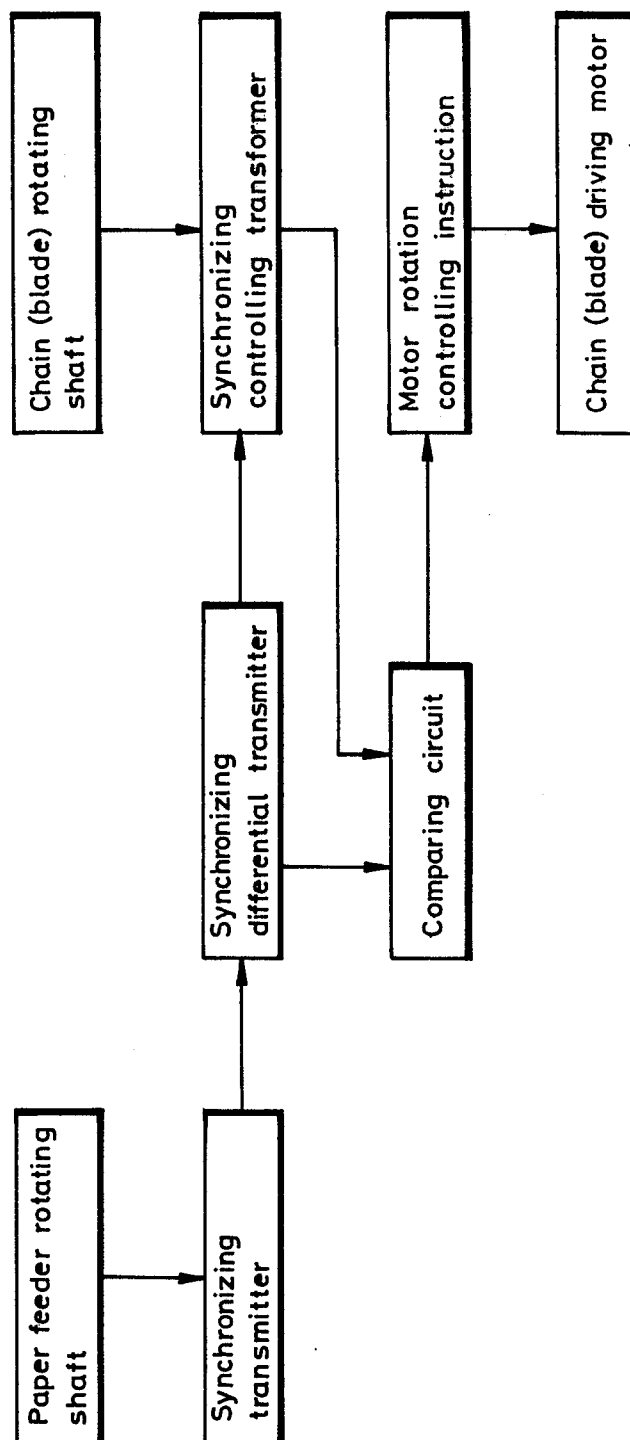 Paper feeder rotating
shaft
Synchronizing
transmitter
Synchronizing
differential transmitter
Comparing circuit
Chain (blade) rotating
shaft
Synchronizing
controlling transformer
Motor rotation
controlling instruction
Chain (blade) driving motor